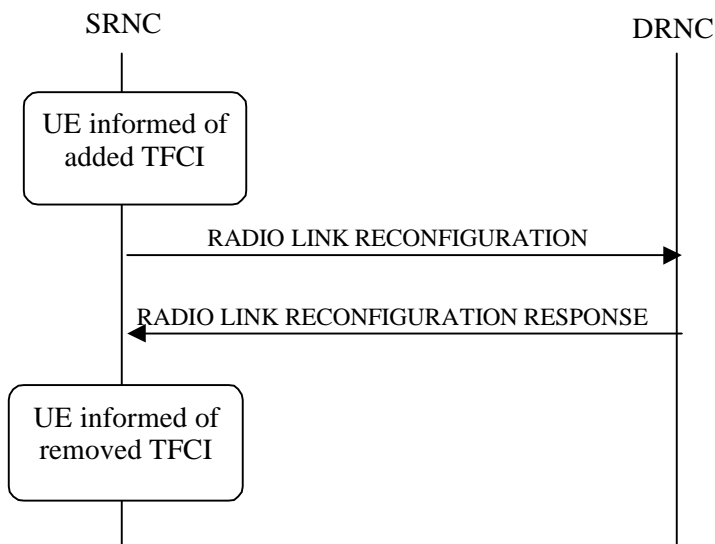 SRNC
DRNC
UE informed of
added TFCI
RADIO LINK RECONFIGURATION
RADIO LINK RECONFIGURATION RESPONSE
UE informed of
removed TFCI